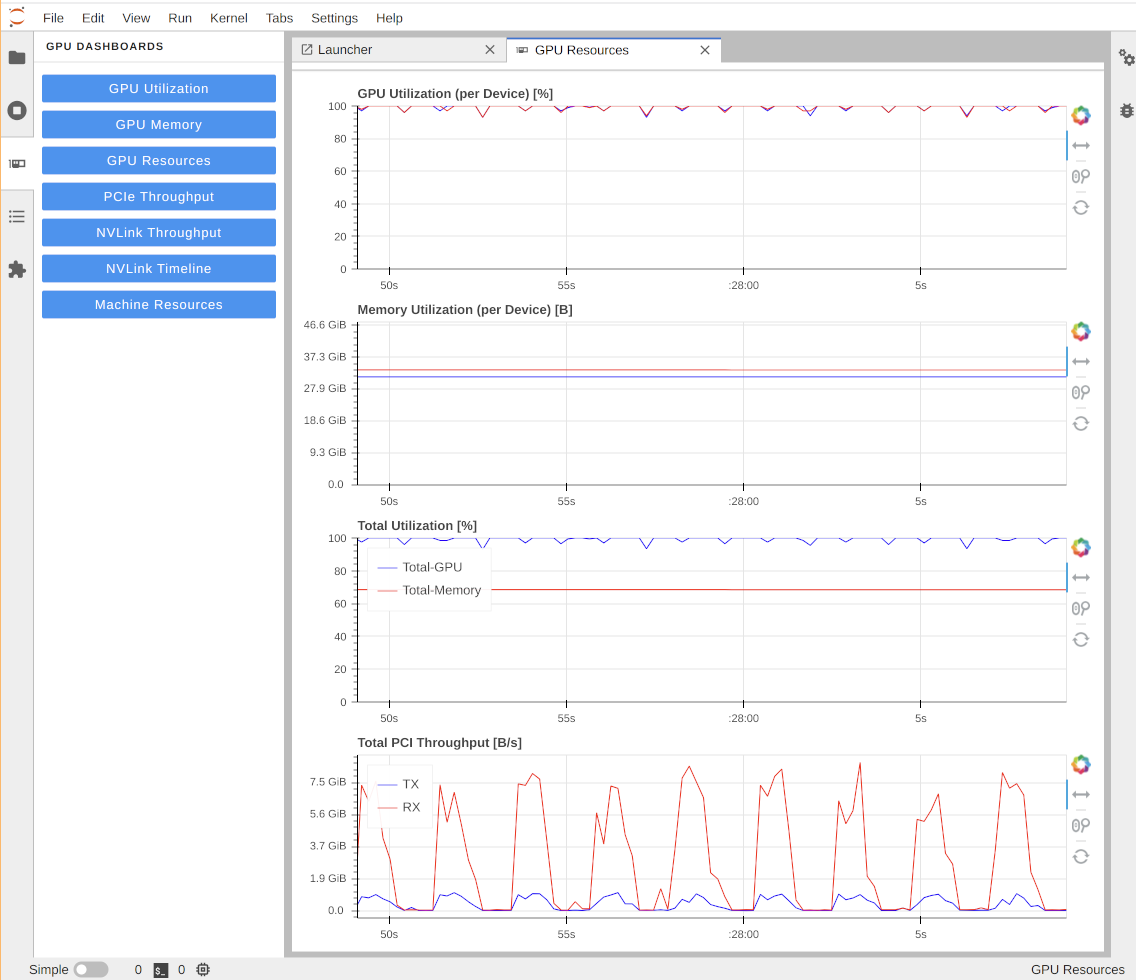 File Edit View Run Kernel Tabs Settings Help
GPU DASHBOARDS
GPU Utilization
GPU Memory
GPU Resources
PCIe Throughput
NVLink Throughput
NVLink Timeline
Machine Resources
Launcher
GPU Resources
GPU Utilization (per Device) [%]
100
80
60
40
20
0
50s 55s :28:00 5s
Memory Utilization (per Device) [B]
46.6 GiB
37.3 GiB
27.9 GiB
18.6 GiB
9.3 GiB
0.0
50s 55s :28:00 5s
Total Utilization [%]
100
80
60
40
20
0
Total-GPU
Total-Memory
50s 55s :28:00 5s
Total PCI Throughput [B/s]
7.5 GiB
5.6 GiB
3.7 GiB
1.9 GiB
0.0
TX
RX
50s 55s :28:00 5s
Simple 0 $_ 0 GPU Resources